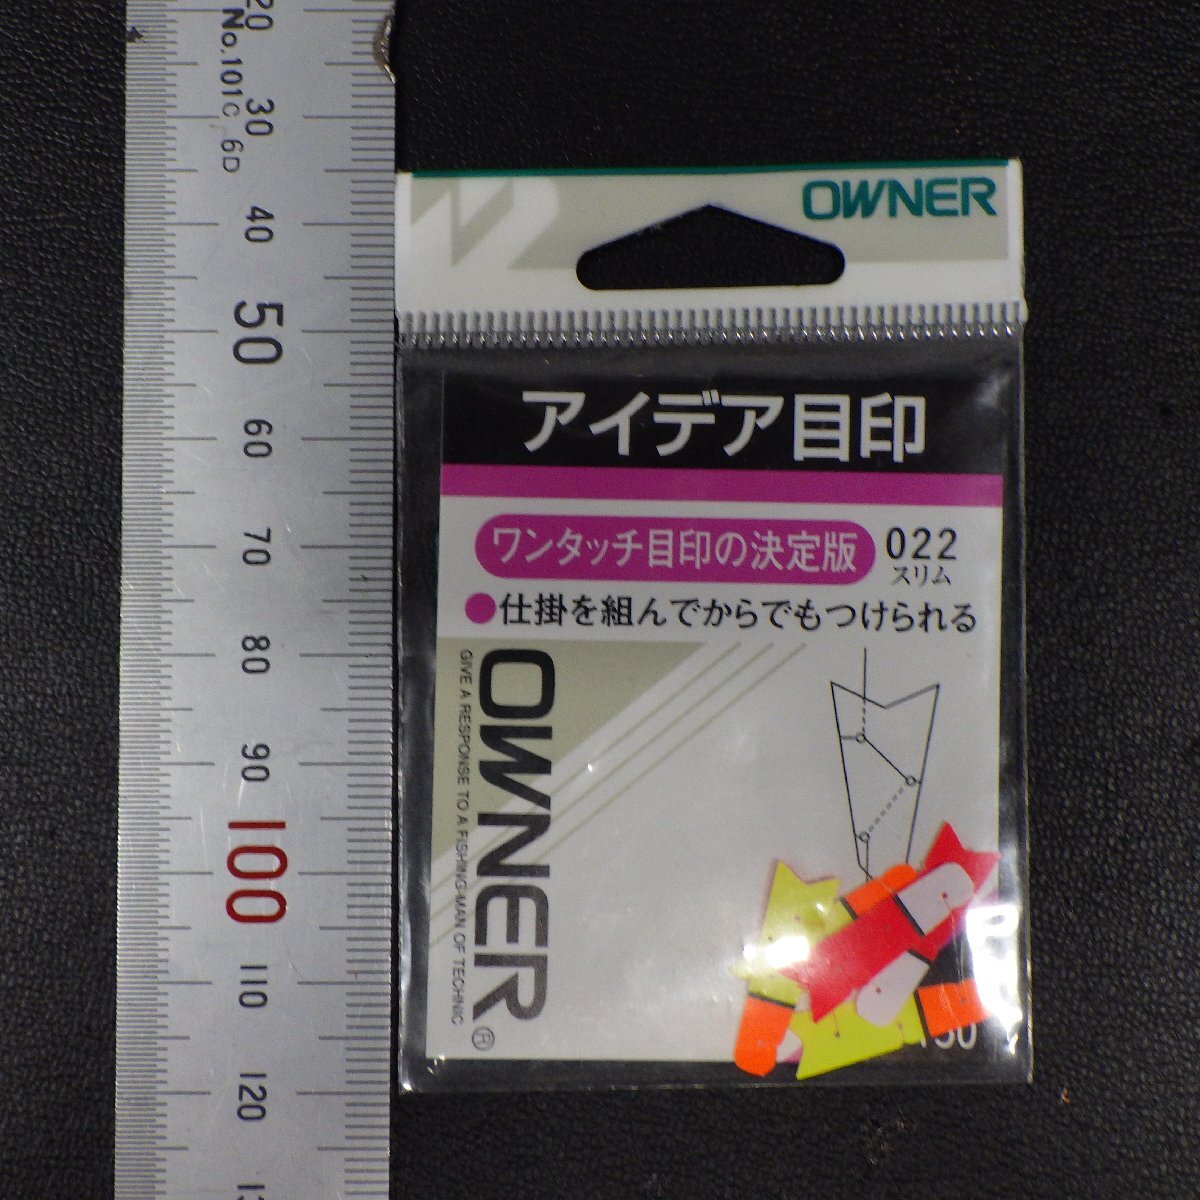 20
No.101C 6D
30
40
50
60
70
80
90
100
110
120
OWNER
アイデア目印
ワンタッチ目印の決定版
022
スリム
●仕掛を組んでからでもつけられる
OWNER®
GIVE A RESPONSE TO A FISHING-MAN OF TECHNIC